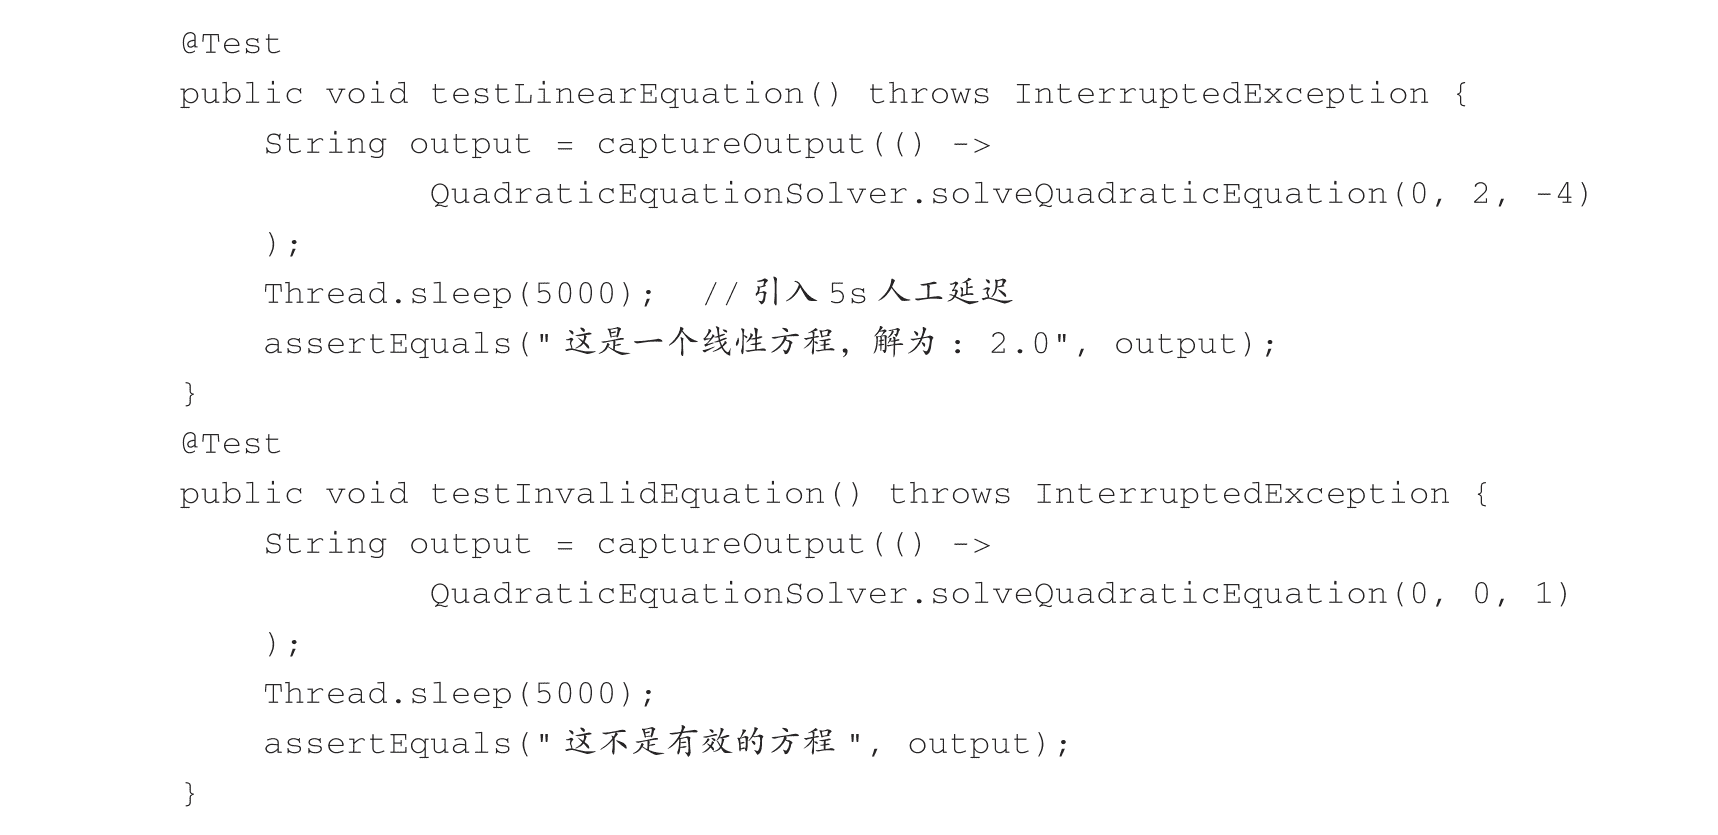 @Test
public void testLinearEquation() throws InterruptedException {
    String output = captureOutput(() ->
            QuadraticEquationSolver.solveQuadraticEquation(0, 2, -4)
    );
    Thread.sleep(5000);  // 引入 5s 人工延迟
    assertEquals("这是一个线性方程，解为: 2.0", output);
}
@Test
public void testInvalidEquation() throws InterruptedException {
    String output = captureOutput(() ->
            QuadraticEquationSolver.solveQuadraticEquation(0, 0, 1)
    );
    Thread.sleep(5000);
    assertEquals("这不是有效的方程", output);
}